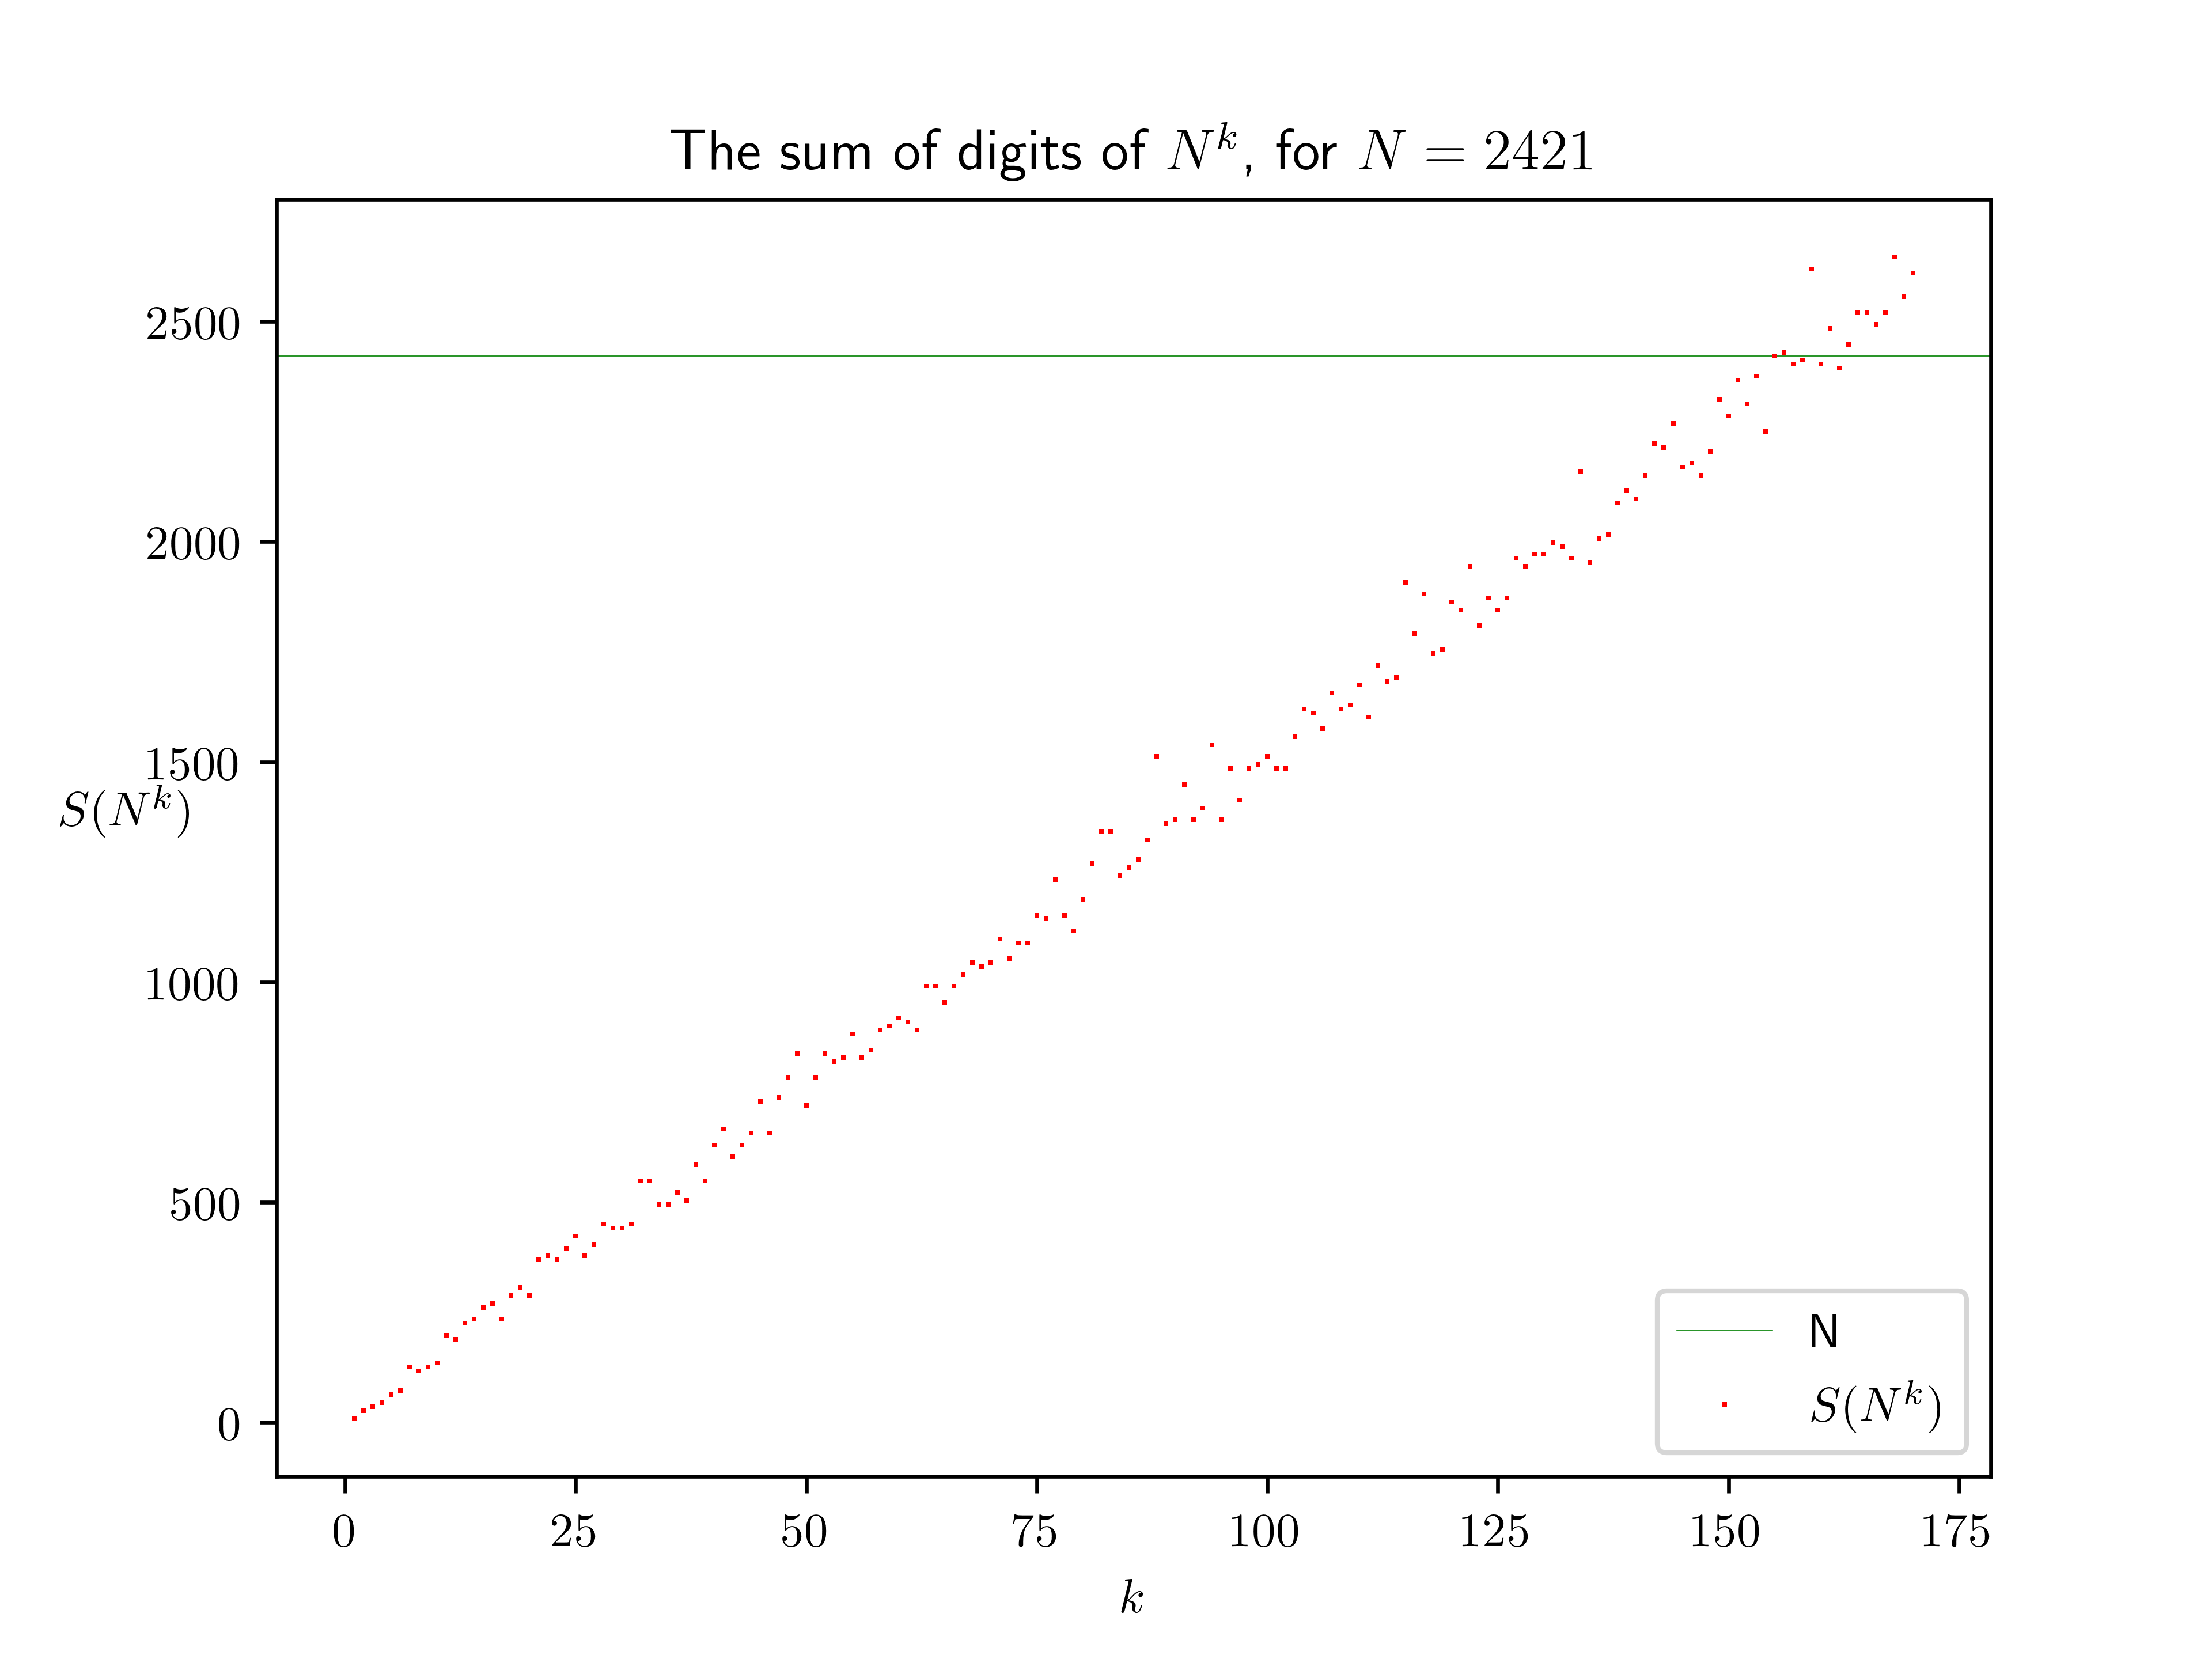 The sum of digits of $N^k$, for $N = 2421$
2500
2000
1500
$S(N^k)$
1000
500
0
N
$S(N^k)$
0 25 50 75 100 125 150 175
$k$